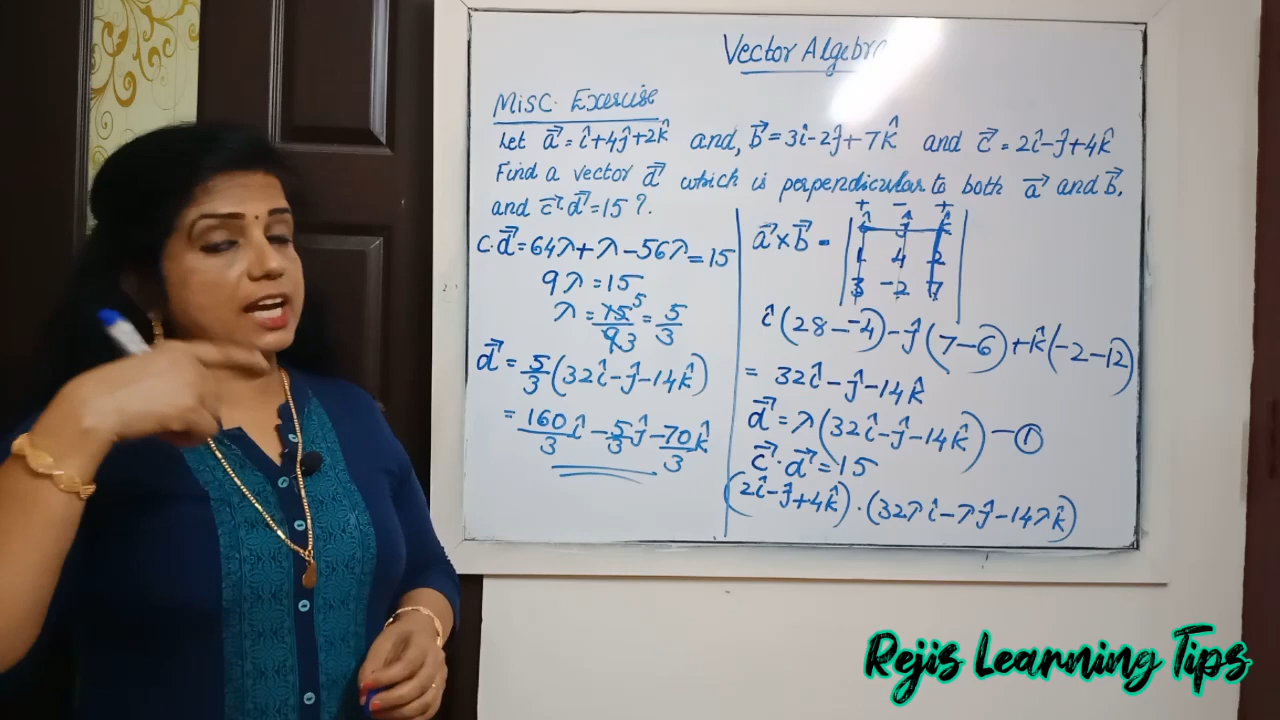 Vector Algebra
Misc. Exercise
Let a⃗ = î+4ĵ+2k̂ and, b⃗ = 3î-2ĵ+7k̂ and c⃗ = 2î-ĵ+4k̂
Find a vector d⃗ which is perpendicular to both a⃗ and b⃗,
and c⃗.d⃗ = 15?.
c.d⃗ = 64λ+λ-56λ = 15
9λ = 15
λ = 15/9 5/3 = 5/3
d⃗ = 5/3 (32î-ĵ-14k̂)
= 160/3 î - 5/3 ĵ - 70/3 k̂
+ - +
a⃗ x b⃗ = | î ĵ k̂ |
1 4 2
3 -2 7
î(28--4)-ĵ(7-6)+k̂(-2-12)
= 32î-ĵ-14k̂
d⃗ = λ(32î-ĵ-14k̂) — ①
c⃗.d⃗ = 15
(2î-ĵ+4k̂).(32λî-λĵ-14λk̂)
Rejis Learning Tips